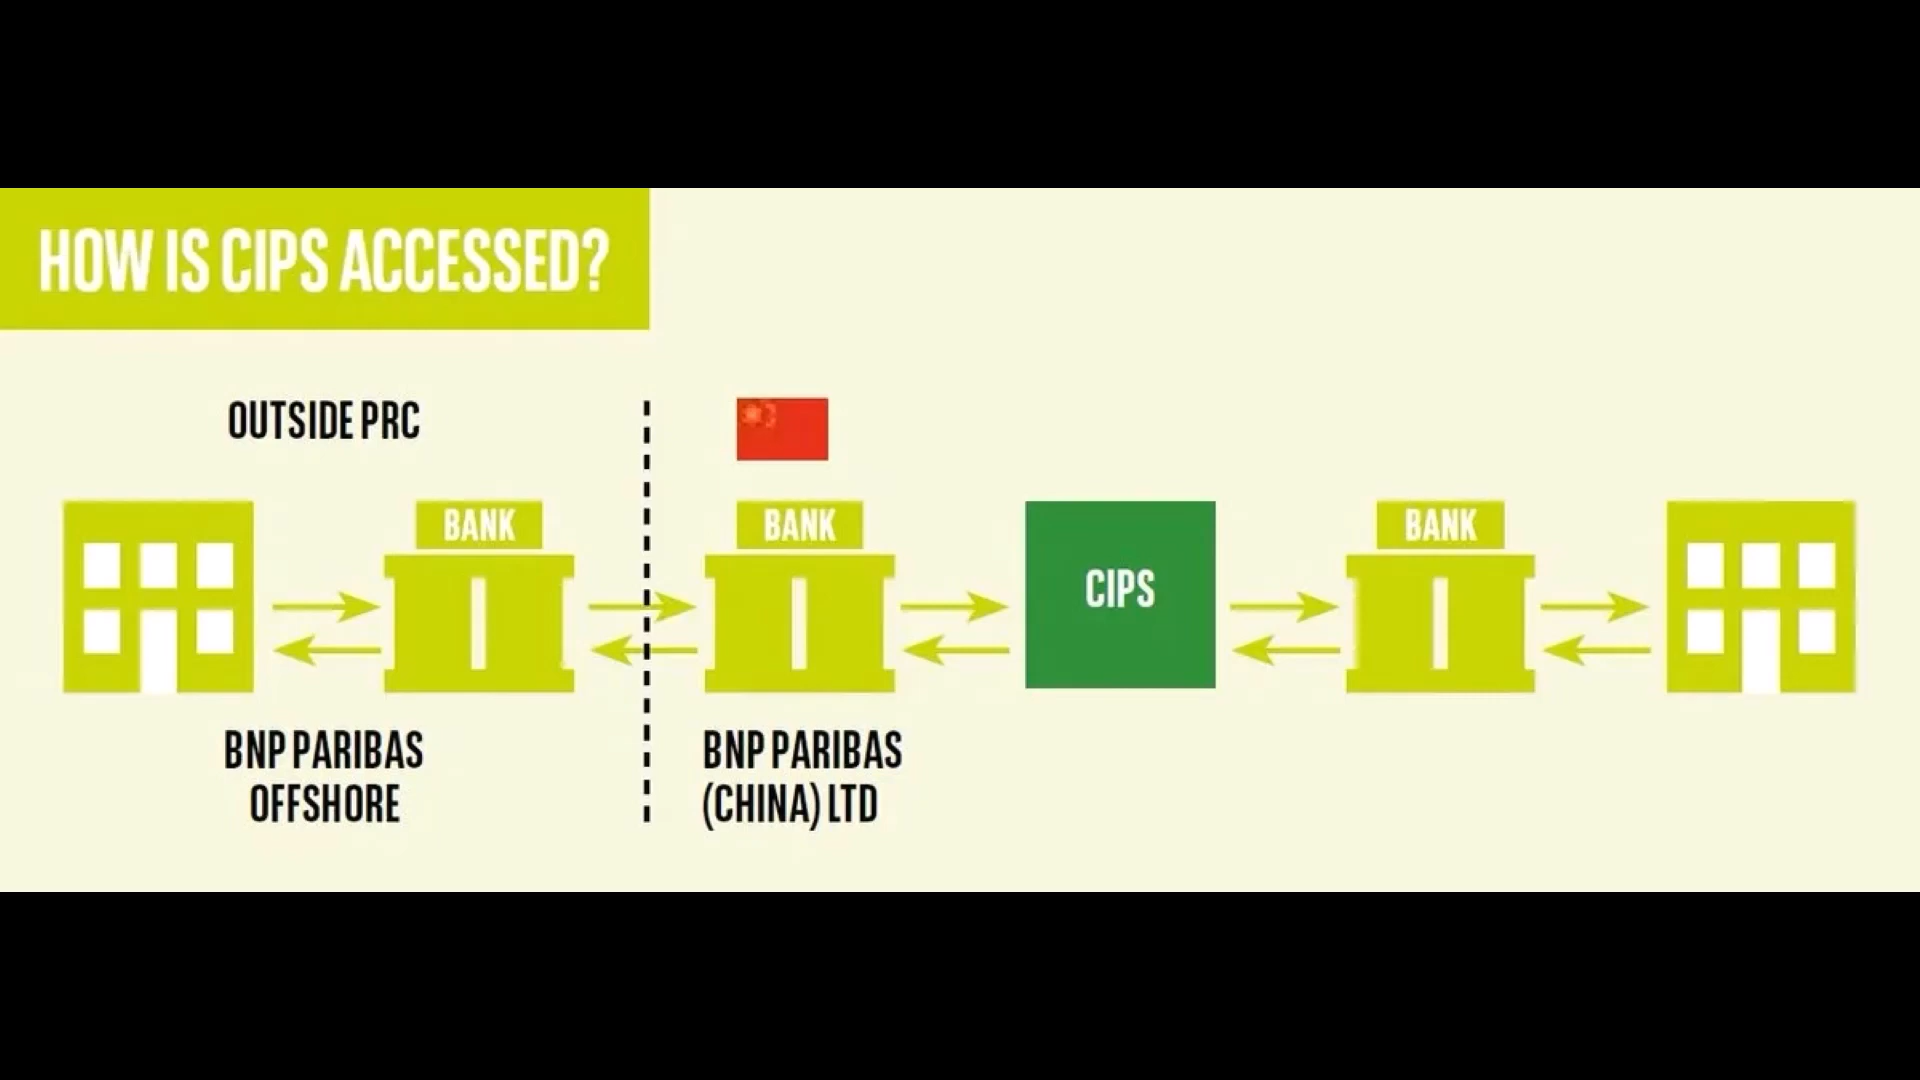 HOW IS CIPS ACCESSED?
OUTSIDE PRC
BANK
BANK
CIPS
BANK
BNP PARIBAS
OFFSHORE
BNP PARIBAS
(CHINA) LTD